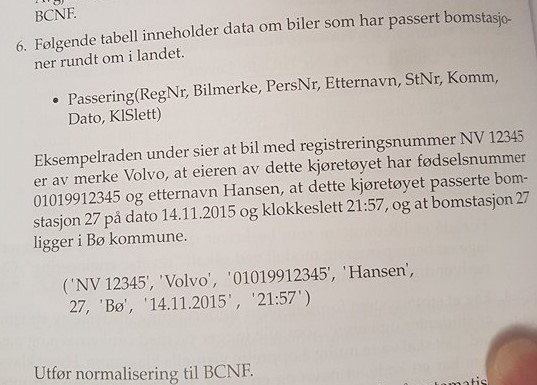 BCNF.
6. Følgende tabell inneholder data om biler som har passert bomstasjo-
ner rundt om i landet.
• Passering(RegNr, Bilmerke, PersNr, Etternavn, StNr, Komm,
Dato, KlSlett)
Eksempelraden under sier at bil med registreringsnummer NV 12345
er av merke Volvo, at eieren av dette kjøretøyet har fødselsnummer
01019912345 og etternavn Hansen, at dette kjøretøyet passerte bom-
stasjon 27 på dato 14.11.2015 og klokkeslett 21:57, og at bomstasjon 27
ligger i Bø kommune.
('NV 12345', 'Volvo', '01019912345', 'Hansen',
27, 'Bø', '14.11.2015', '21:57')
Utfør normalisering til BCNF.